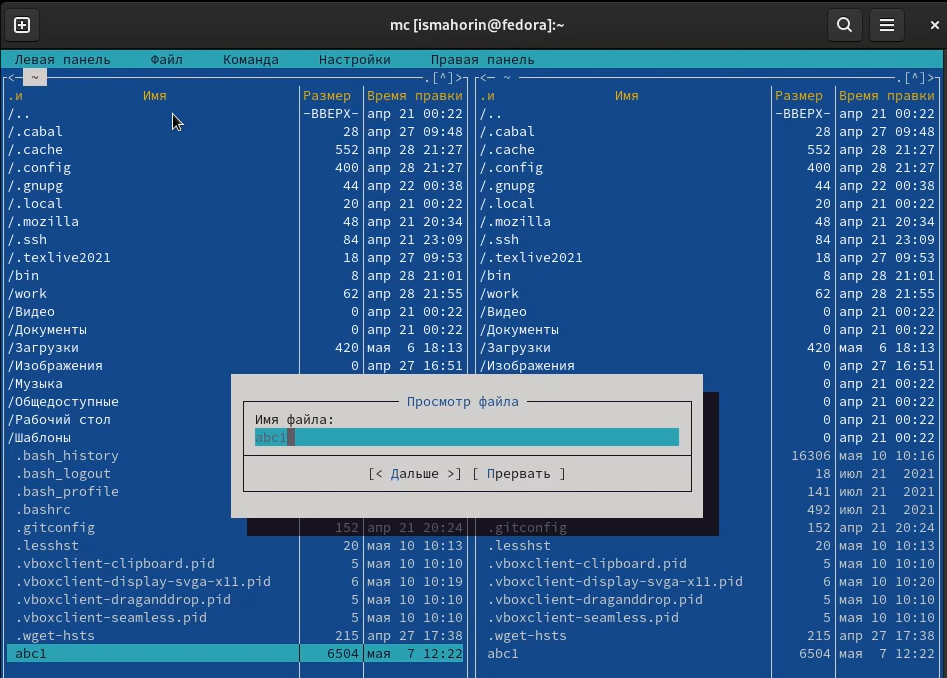 mc [ismahorin@fedora]:~
Левая панель Файл Команда Настройки Правая панель
<─ ~ .[^]> <─ ~ .[^]>
.и Имя Размер Время правки .и Имя Размер Время правки
/.. -ВВЕРХ- апр 21 00:22 /.. -ВВЕРХ- апр 21 00:22
/.cabal 28 апр 27 09:48 /.cabal 28 апр 27 09:48
/.cache 552 апр 28 21:27 /.cache 552 апр 28 21:27
/.config 400 апр 28 21:27 /.config 400 апр 28 21:27
/.gnupg 44 апр 22 00:38 /.gnupg 44 апр 22 00:38
/.local 20 апр 21 00:22 /.local 20 апр 21 00:22
/.mozilla 48 апр 21 20:34 /.mozilla 48 апр 21 20:34
/.ssh 84 апр 21 23:09 /.ssh 84 апр 21 23:09
/.texlive2021 18 апр 27 09:53 /.texlive2021 18 апр 27 09:53
/bin 8 апр 28 21:01 /bin 8 апр 28 21:01
/work 62 апр 28 21:55 /work 62 апр 28 21:55
/Видео 0 апр 21 00:22 /Видео 0 апр 21 00:22
/Документы 0 апр 21 00:22 /Документы 0 апр 21 00:22
/Загрузки 420 мая 6 18:13 /Загрузки 420 мая 6 18:13
/Изображения 0 апр 27 16:51 /Изображения 0 апр 27 16:51
/Музыка 0 апр 21 00:22
/Общедоступные 0 апр 21 00:22
/Рабочий стол 0 апр 21 00:22
/Шаблоны 0 апр 21 00:22
.bash_history 16306 мая 10 10:16
.bash_logout 18 июл 21 2021
.bash_profile 141 июл 21 2021
.bashrc 492 июл 21 2021
Просмотр файла
Имя файла:
abc1
[< Дальше >] [ Прервать ]
.gitconfig 152 апр 21 20:24 .gitconfig 152 апр 21 20:24
.lesshst 20 мая 10 10:13 .lesshst 20 мая 10 10:13
.vboxclient-clipboard.pid 5 мая 10 10:10 .vboxclient-clipboard.pid 5 мая 10 10:10
.vboxclient-display-svga-x11.pid 6 мая 10 10:19 .vboxclient-display-svga-x11.pid 6 мая 10 10:20
.vboxclient-draganddrop.pid 5 мая 10 10:10 .vboxclient-draganddrop.pid 5 мая 10 10:10
.vboxclient-seamless.pid 5 мая 10 10:10 .vboxclient-seamless.pid 5 мая 10 10:10
.wget-hsts 215 апр 27 17:38 .wget-hsts 215 апр 27 17:38
abc1 6504 мая 7 12:22 abc1 6504 мая 7 12:22